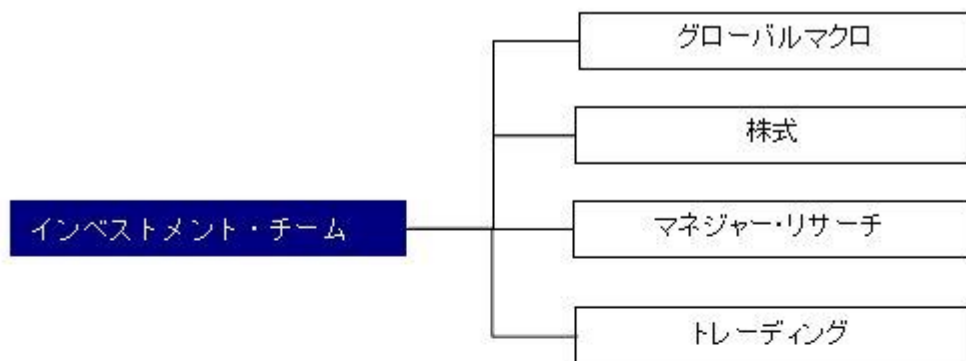 グローバルマクロ
株式
インベストメント・チーム
マネジャー・リサーチ
トレーディング